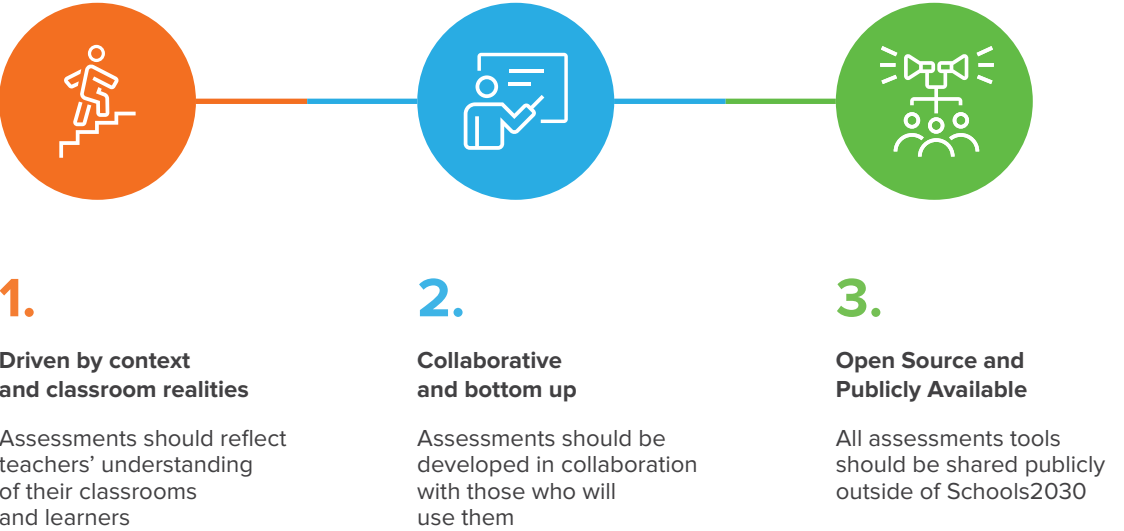 1.
Driven by context
and classroom realities
Assessments should reflect
teachers’ understanding
of their classrooms
and learners
2.
Collaborative
and bottom up
Assessments should be
developed in collaboration
with those who will
use them
3.
Open Source and
Publicly Available
All assessments tools
should be shared publicly
outside of Schools2030